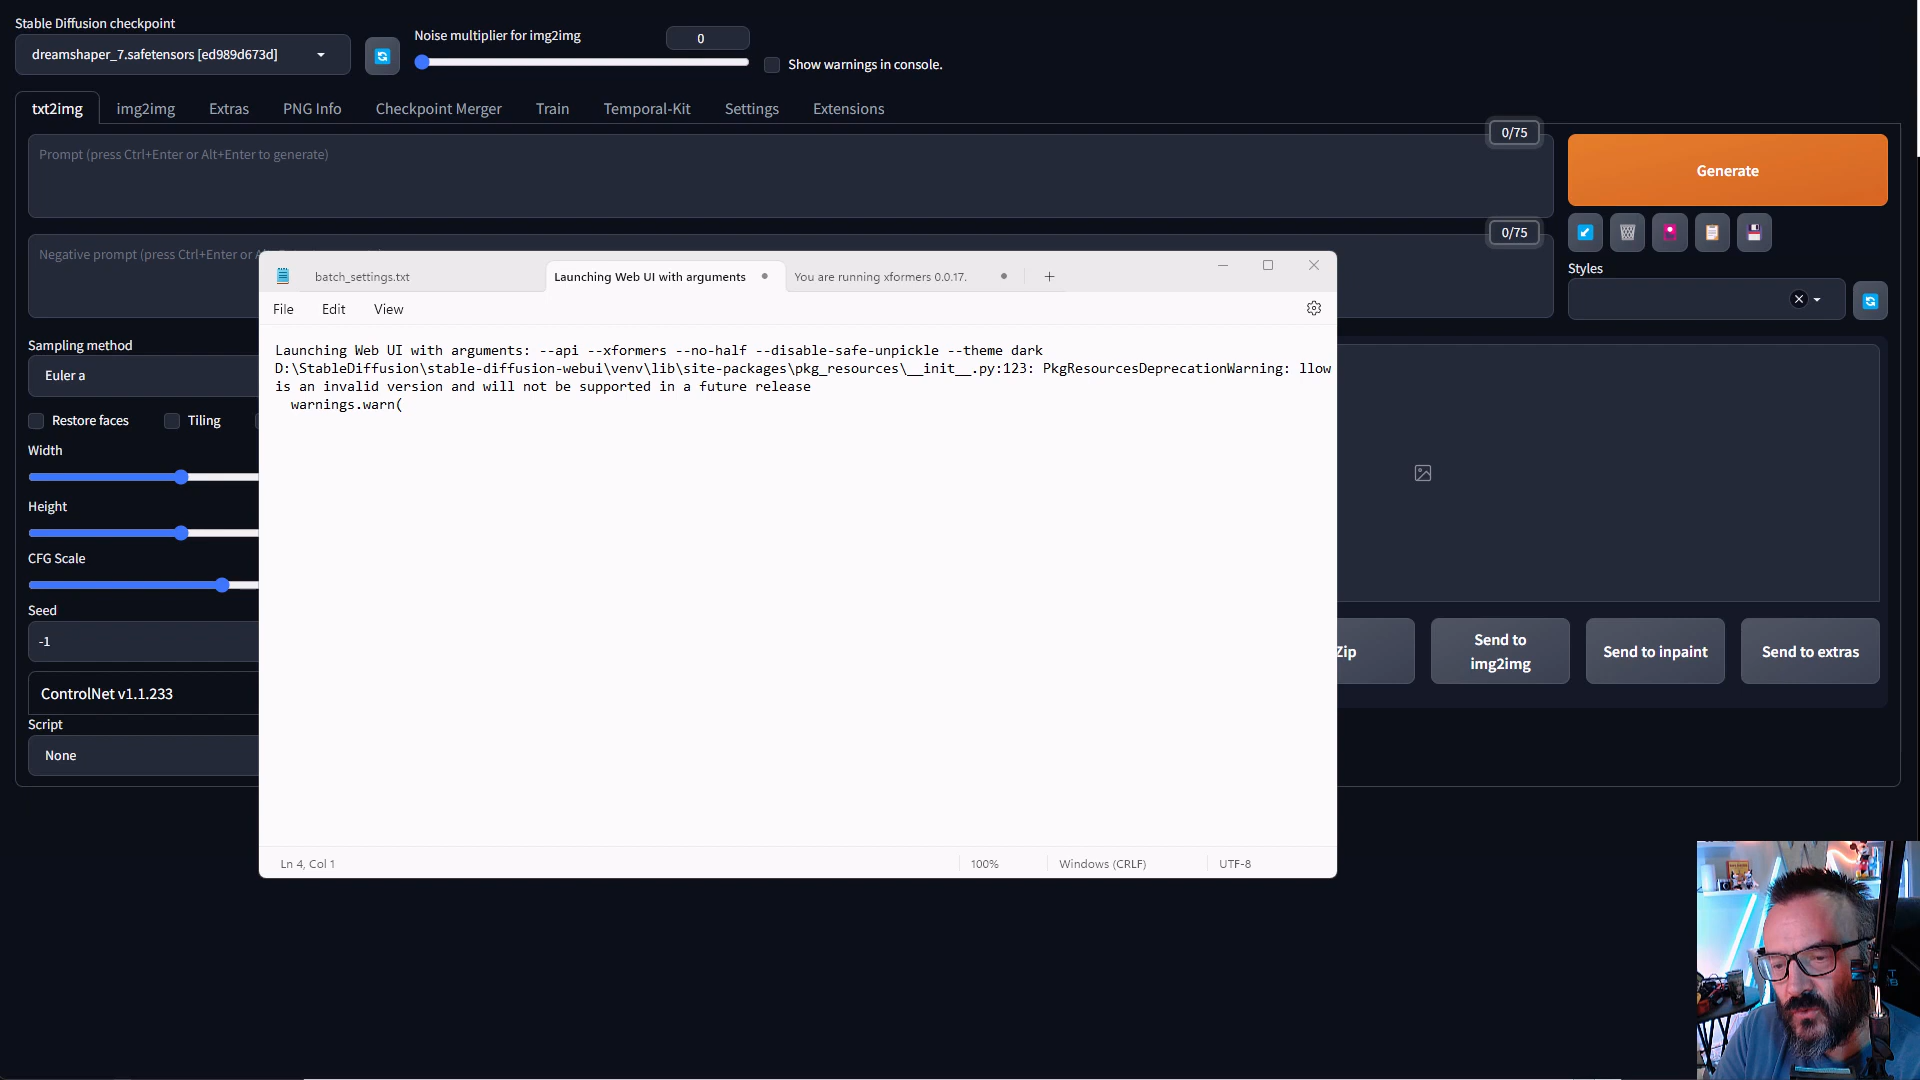 Stable Diffusion checkpoint
dreamshaper_7.safetensors [ed989d673d]
Noise multiplier for img2img
0
Show warnings in console.
txt2img
img2img
Extras
PNG Info
Checkpoint Merger
Train
Temporal-Kit
Settings
Extensions
0/75
Prompt (press Ctrl+Enter or Alt+Enter to generate)
Generate
0/75
Negative prompt (press Ctrl+Enter or
Styles
batch_settings.txt
Launching Web UI with arguments
You are running xformers 0.0.17.
File
Edit
View
Launching Web UI with arguments: --api --xformers --no-half --disable-safe-unpickle --theme dark
D:\StableDiffusion\stable-diffusion-webui\venv\lib\site-packages\pkg_resources\__init__.py:123: PkgResourcesDeprecationWarning: llow
is an invalid version and will not be supported in a future release
warnings.warn(
Sampling method
Euler a
Restore faces
Tiling
Width
Height
CFG Scale
Seed
-1
ControlNet v1.1.233
Script
None
Zip
Send to
img2img
Send to inpaint
Send to extras
Ln 4, Col 1
100%
Windows (CRLF)
UTF-8